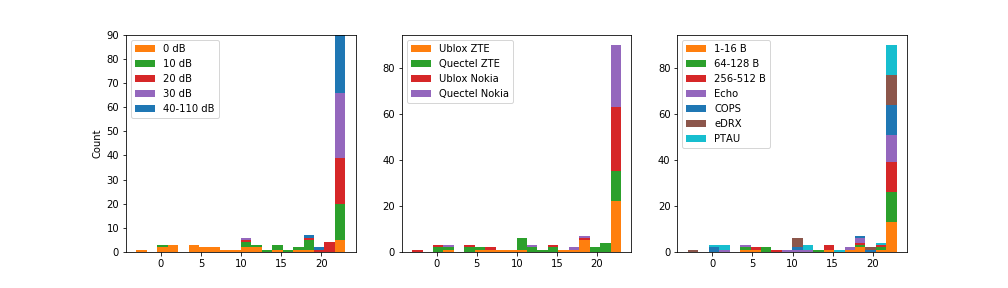 Count
90
80
70
60
50
40
30
20
10
0
0 dB
10 dB
20 dB
30 dB
40-110 dB
0 5 10 15 20
80
60
40
20
0
Ublox ZTE
Quectel ZTE
Ublox Nokia
Quectel Nokia
0 5 10 15 20
80
60
40
20
0
1-16 B
64-128 B
256-512 B
Echo
COPS
eDRX
PTAU
0 5 10 15 20